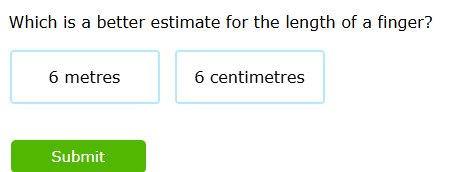 Which is a better estimate for the length of a finger?
6 metres 6 centimetres
Submit